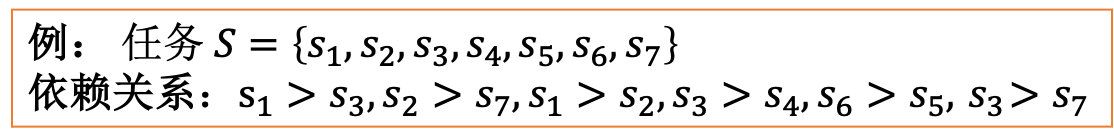 例： 任务 𝑆 = {𝑠₁, 𝑠₂, 𝑠₃, 𝑠₄, 𝑠₅, 𝑠₆, 𝑠₇}
依赖关系：s₁ > 𝑠₃, 𝑠₂ > 𝑠₇, 𝑠₁ > 𝑠₂, 𝑠₃ > 𝑠₄, 𝑠₆ > 𝑠₅, 𝑠₃ > 𝑠₇